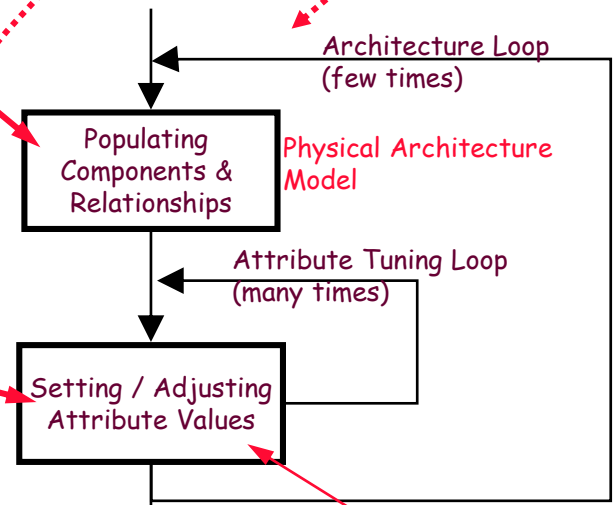 Architecture Loop
(few times)
Populating
Components &
Relationships
Physical Architecture
Model
Attribute Tuning Loop
(many times)
Setting / Adjusting
Attribute Values